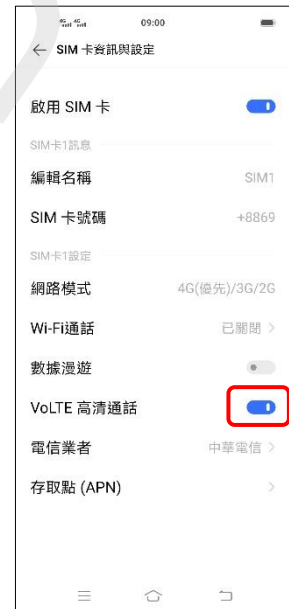 4G 4G 09:00
← SIM 卡資訊與設定
啟用 SIM 卡
SIM卡1訊息
編輯名稱 SIM1
SIM 卡號碼 +8869
SIM卡1設定
網路模式 4G(優先)/3G/2G
Wi-Fi通話 已關閉 >
數據漫遊
VoLTE 高清通話
電信業者 中華電信 >
存取點 (APN) >